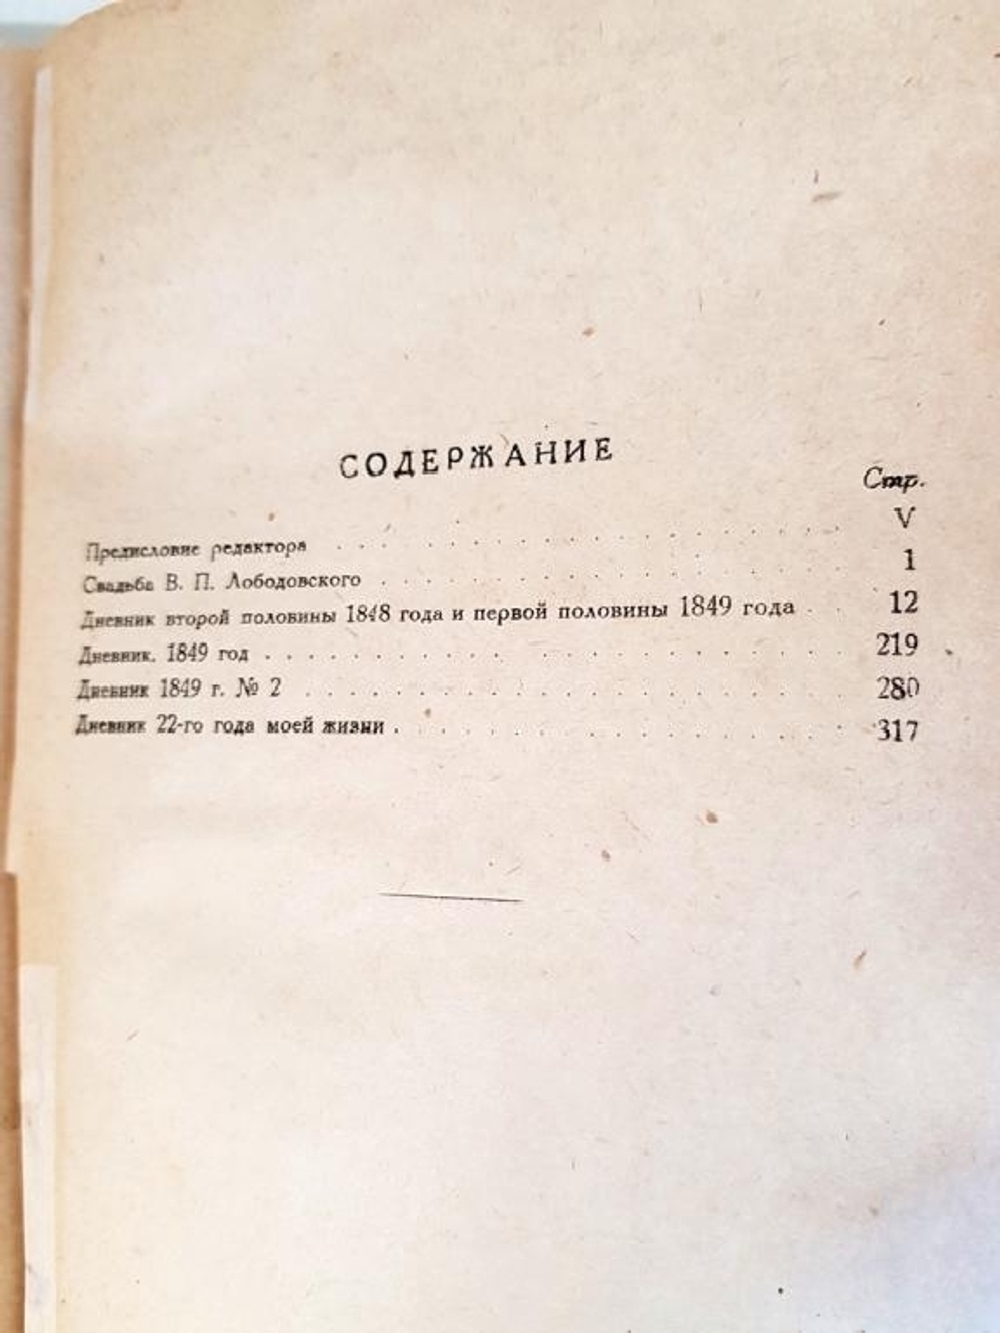 СОДЕРЖАНИЕ
Стр.
Предисловие редактора . . . . . . . . . . . . . . . . . . V
Свадьба В. П. Лободовского . . . . . . . . . . . . . . . . 1
Дневник второй половины 1848 года и первой половины 1849 года . . 12
Дневник. 1849 год . . . . . . . . . . . . . . . . . . . . 219
Дневник 1849 г. № 2 . . . . . . . . . . . . . . . . . . . 280
Дневник 22-го года моей жизни . . . . . . . . . . . . . . . 317